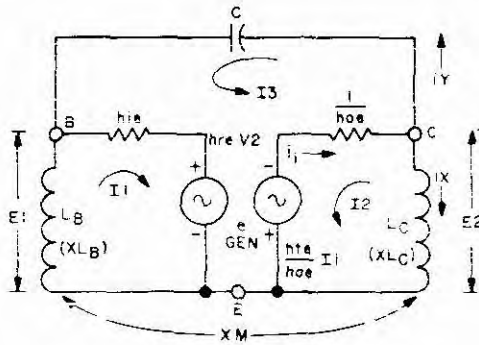 C
I3
IY
B
hie
hre V2
1
hoe
C
+
-
i1
IX
E1
I1
I2
E2
LB
(XLB)
LC
(XLC)
-
e
GEN
+
hfe
hoe
I1
E
XM